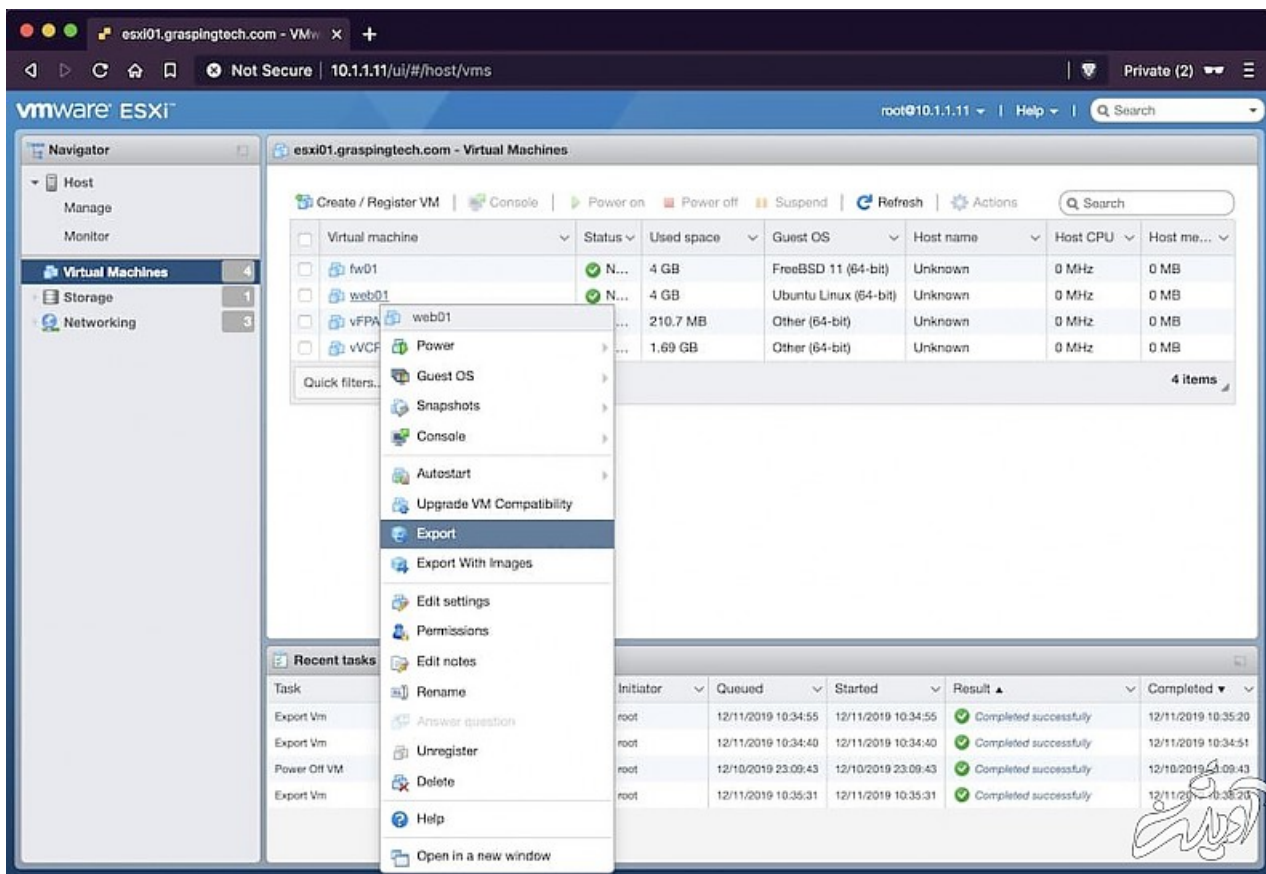 esxi01.graspingtech.com - VMw
Not Secure | 10.1.1.11/ui/#/host/vms
Private (2)
vmware ESXi™
root@10.1.1.11 | Help | Search
Navigator
Host
Manage
Monitor
Virtual Machines 4
Storage 1
Networking 3
esxi01.graspingtech.com - Virtual Machines
Create / Register VM | Console | Power on Power off Suspend | Refresh | Actions Search
Virtual machine Status Used space Guest OS Host name Host CPU Host me...
fw01 N... 4 GB FreeBSD 11 (64-bit) Unknown 0 MHz 0 MB
web01 N... 4 GB Ubuntu Linux (64-bit) Unknown 0 MHz 0 MB
vFPA ... 210.7 MB Other (64-bit) Unknown 0 MHz 0 MB
vVCF ... 1.69 GB Other (64-bit) Unknown 0 MHz 0 MB
Quick filters... 4 items
web01
Power
Guest OS
Snapshots
Console
Autostart
Upgrade VM Compatibility
Export
Export With Images
Edit settings
Permissions
Edit notes
Rename
Answer question
Unregister
Delete
Help
Open in a new window
Recent tasks
Task Initiator Queued Started Result Completed
Export Vm root 12/11/2019 10:34:55 12/11/2019 10:34:55 Completed successfully 12/11/2019 10:35:20
Export Vm root 12/11/2019 10:34:40 12/11/2019 10:34:40 Completed successfully 12/11/2019 10:34:51
Power Off VM root 12/10/2019 23:09:43 12/10/2019 23:09:43 Completed successfully 12/10/2019 23:09:43
Export Vm root 12/11/2019 10:35:31 12/11/2019 10:35:31 Completed successfully